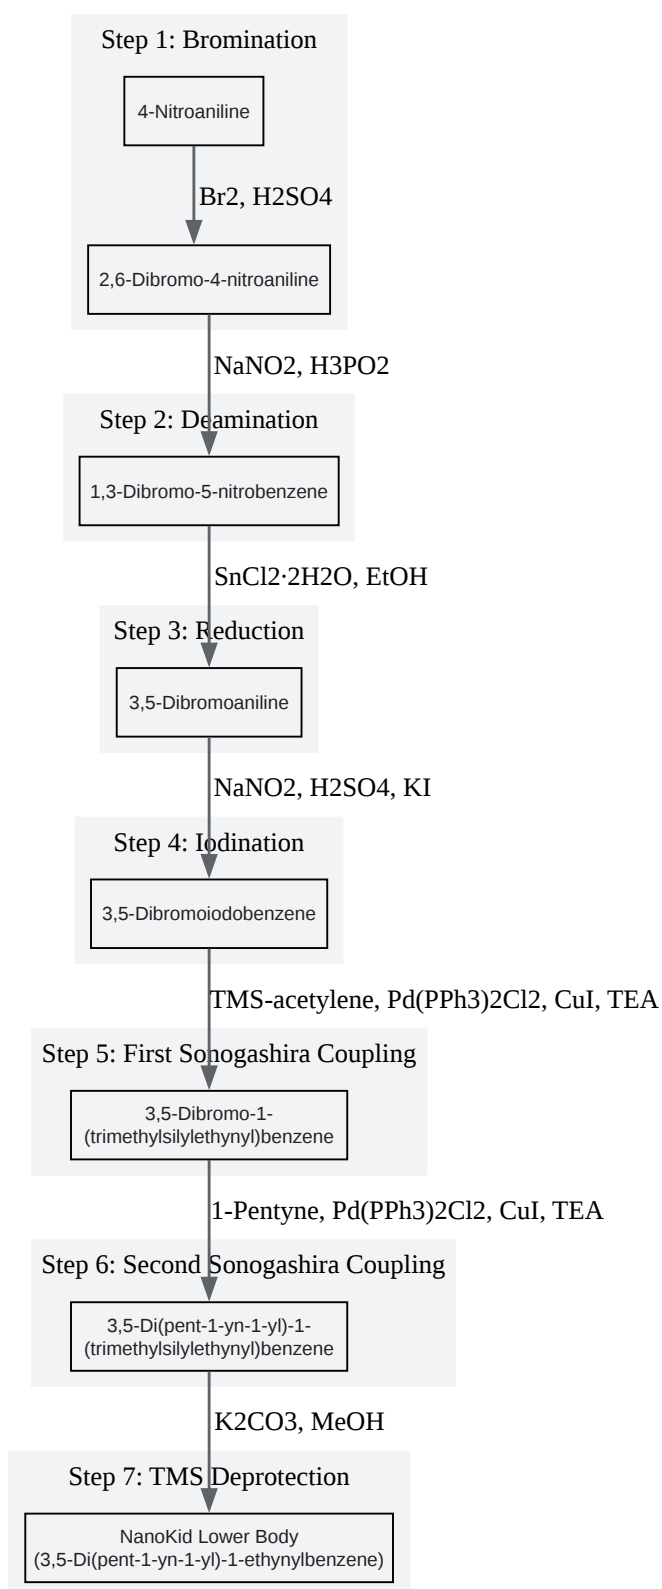 Step 1: Bromination
4-Nitroaniline
Br2, H2SO4
2,6-Dibromo-4-nitroaniline
NaNO2, H3PO2
Step 2: Deamination
1,3-Dibromo-5-nitrobenzene
SnCl2·2H2O, EtOH
Step 3: Reduction
3,5-Dibromoaniline
NaNO2, H2SO4, KI
Step 4: Iodination
3,5-Dibromoiodobenzene
TMS-acetylene, Pd(PPh3)2Cl2, CuI, TEA
Step 5: First Sonogashira Coupling
3,5-Dibromo-1-
(trimethylsilylethynyl)benzene
1-Pentyne, Pd(PPh3)2Cl2, CuI, TEA
Step 6: Second Sonogashira Coupling
3,5-Di(pent-1-yn-1-yl)-1-
(trimethylsilylethynyl)benzene
K2CO3, MeOH
Step 7: TMS Deprotection
NanoKid Lower Body
(3,5-Di(pent-1-yn-1-yl)-1-ethynylbenzene)